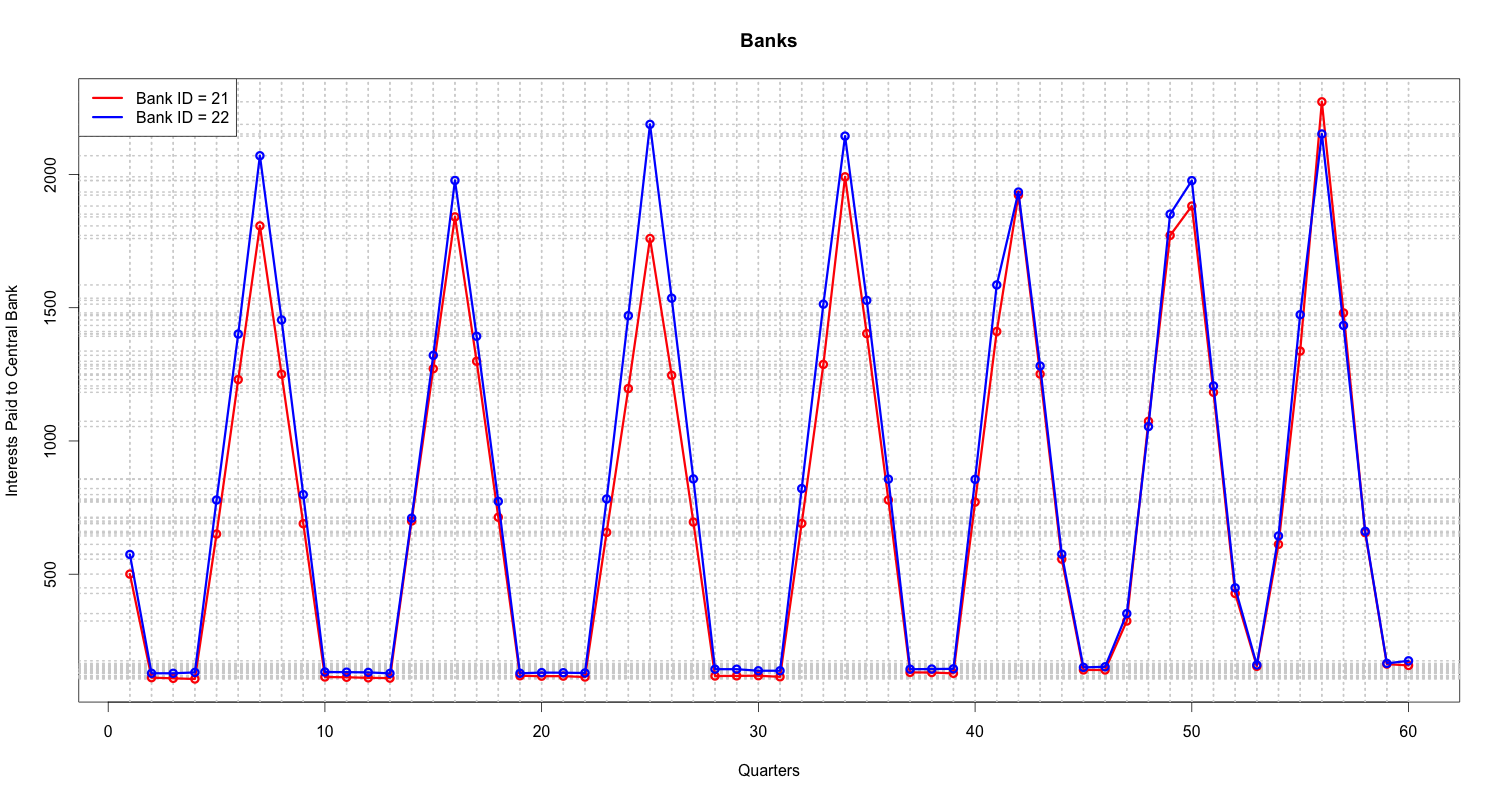 Banks
Bank ID = 21
Bank ID = 22
Interests Paid to Central Bank
2000
1500
1000
500
0 10 20 30 40 50 60
Quarters